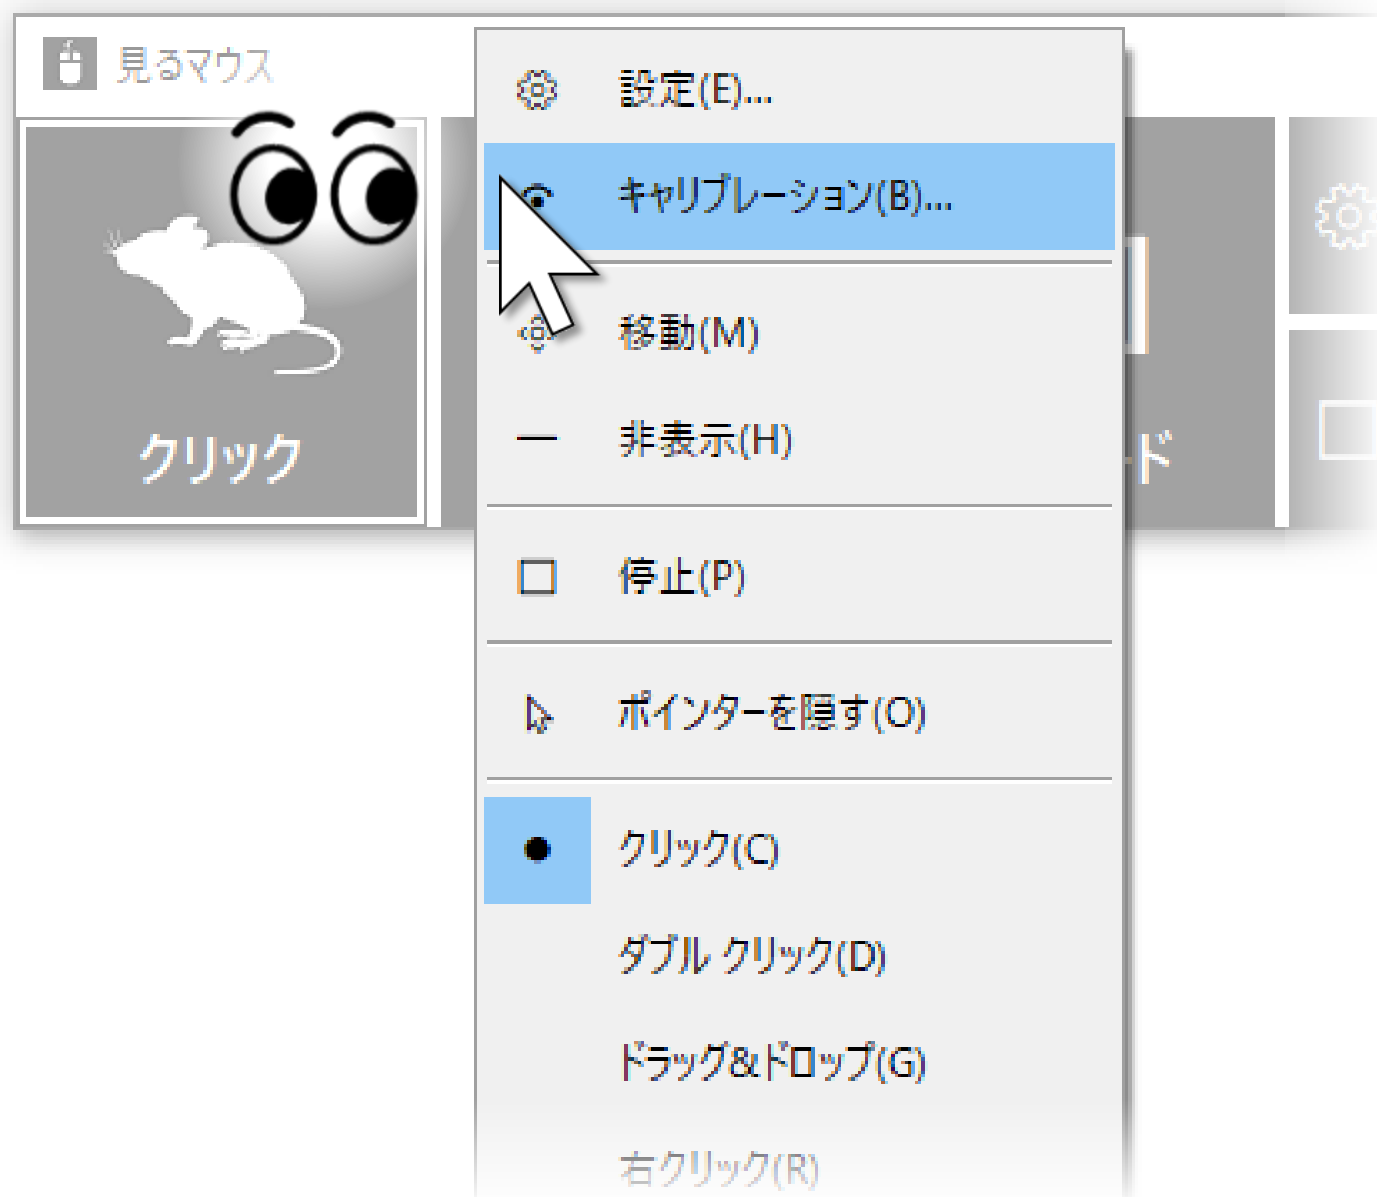 見るマウス
クリック
ド
設定(E)...
キャリブレーション(B)...
移動(M)
非表示(H)
停止(P)
ポインターを隠す(O)
クリック(C)
ダブル クリック(D)
ドラッグ&ドロップ(G)
右クリック(R)